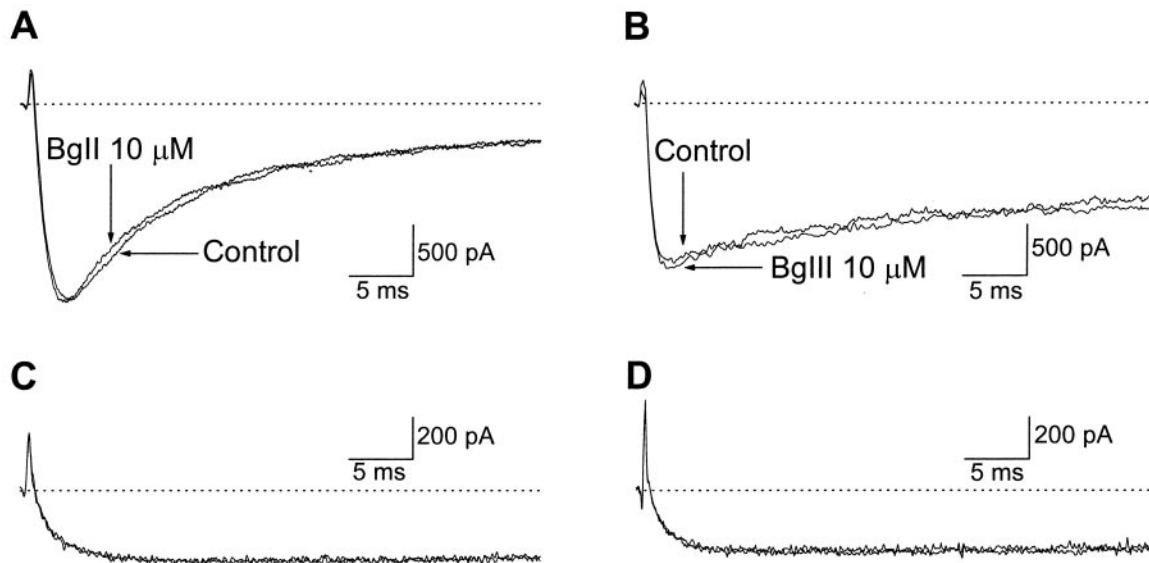 A
B
BgII 10 μM
Control
Control
BgIII 10 μM
500 pA
5 ms
500 pA
5 ms
C
D
200 pA
5 ms
200 pA
5 ms